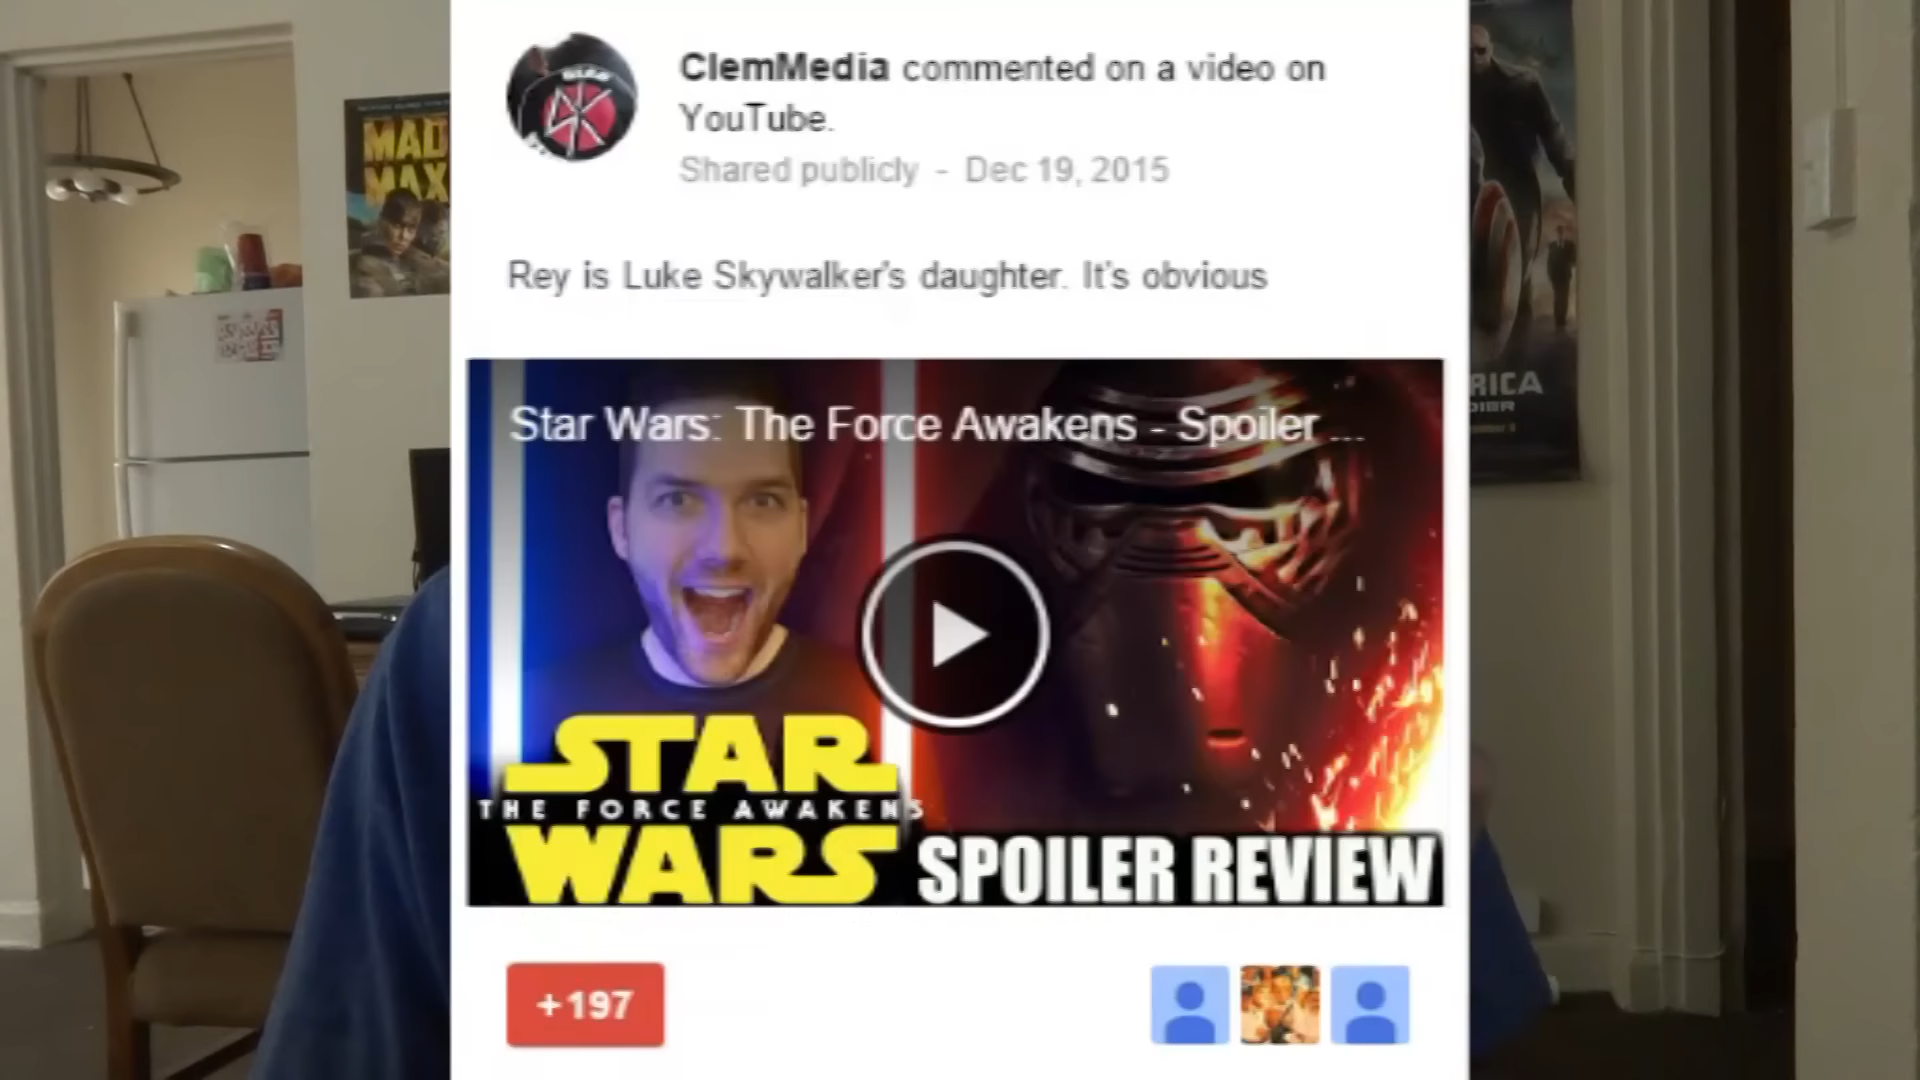 ClemMedia commented on a video on
YouTube.
Shared publicly - Dec 19, 2015
Rey is Luke Skywalker's daughter. It's obvious
Star Wars: The Force Awakens - Spoiler ...
STAR
THE FORCE AWAKENS
WARS
SPOILER REVIEW
+197
MAD
MAX
RICA